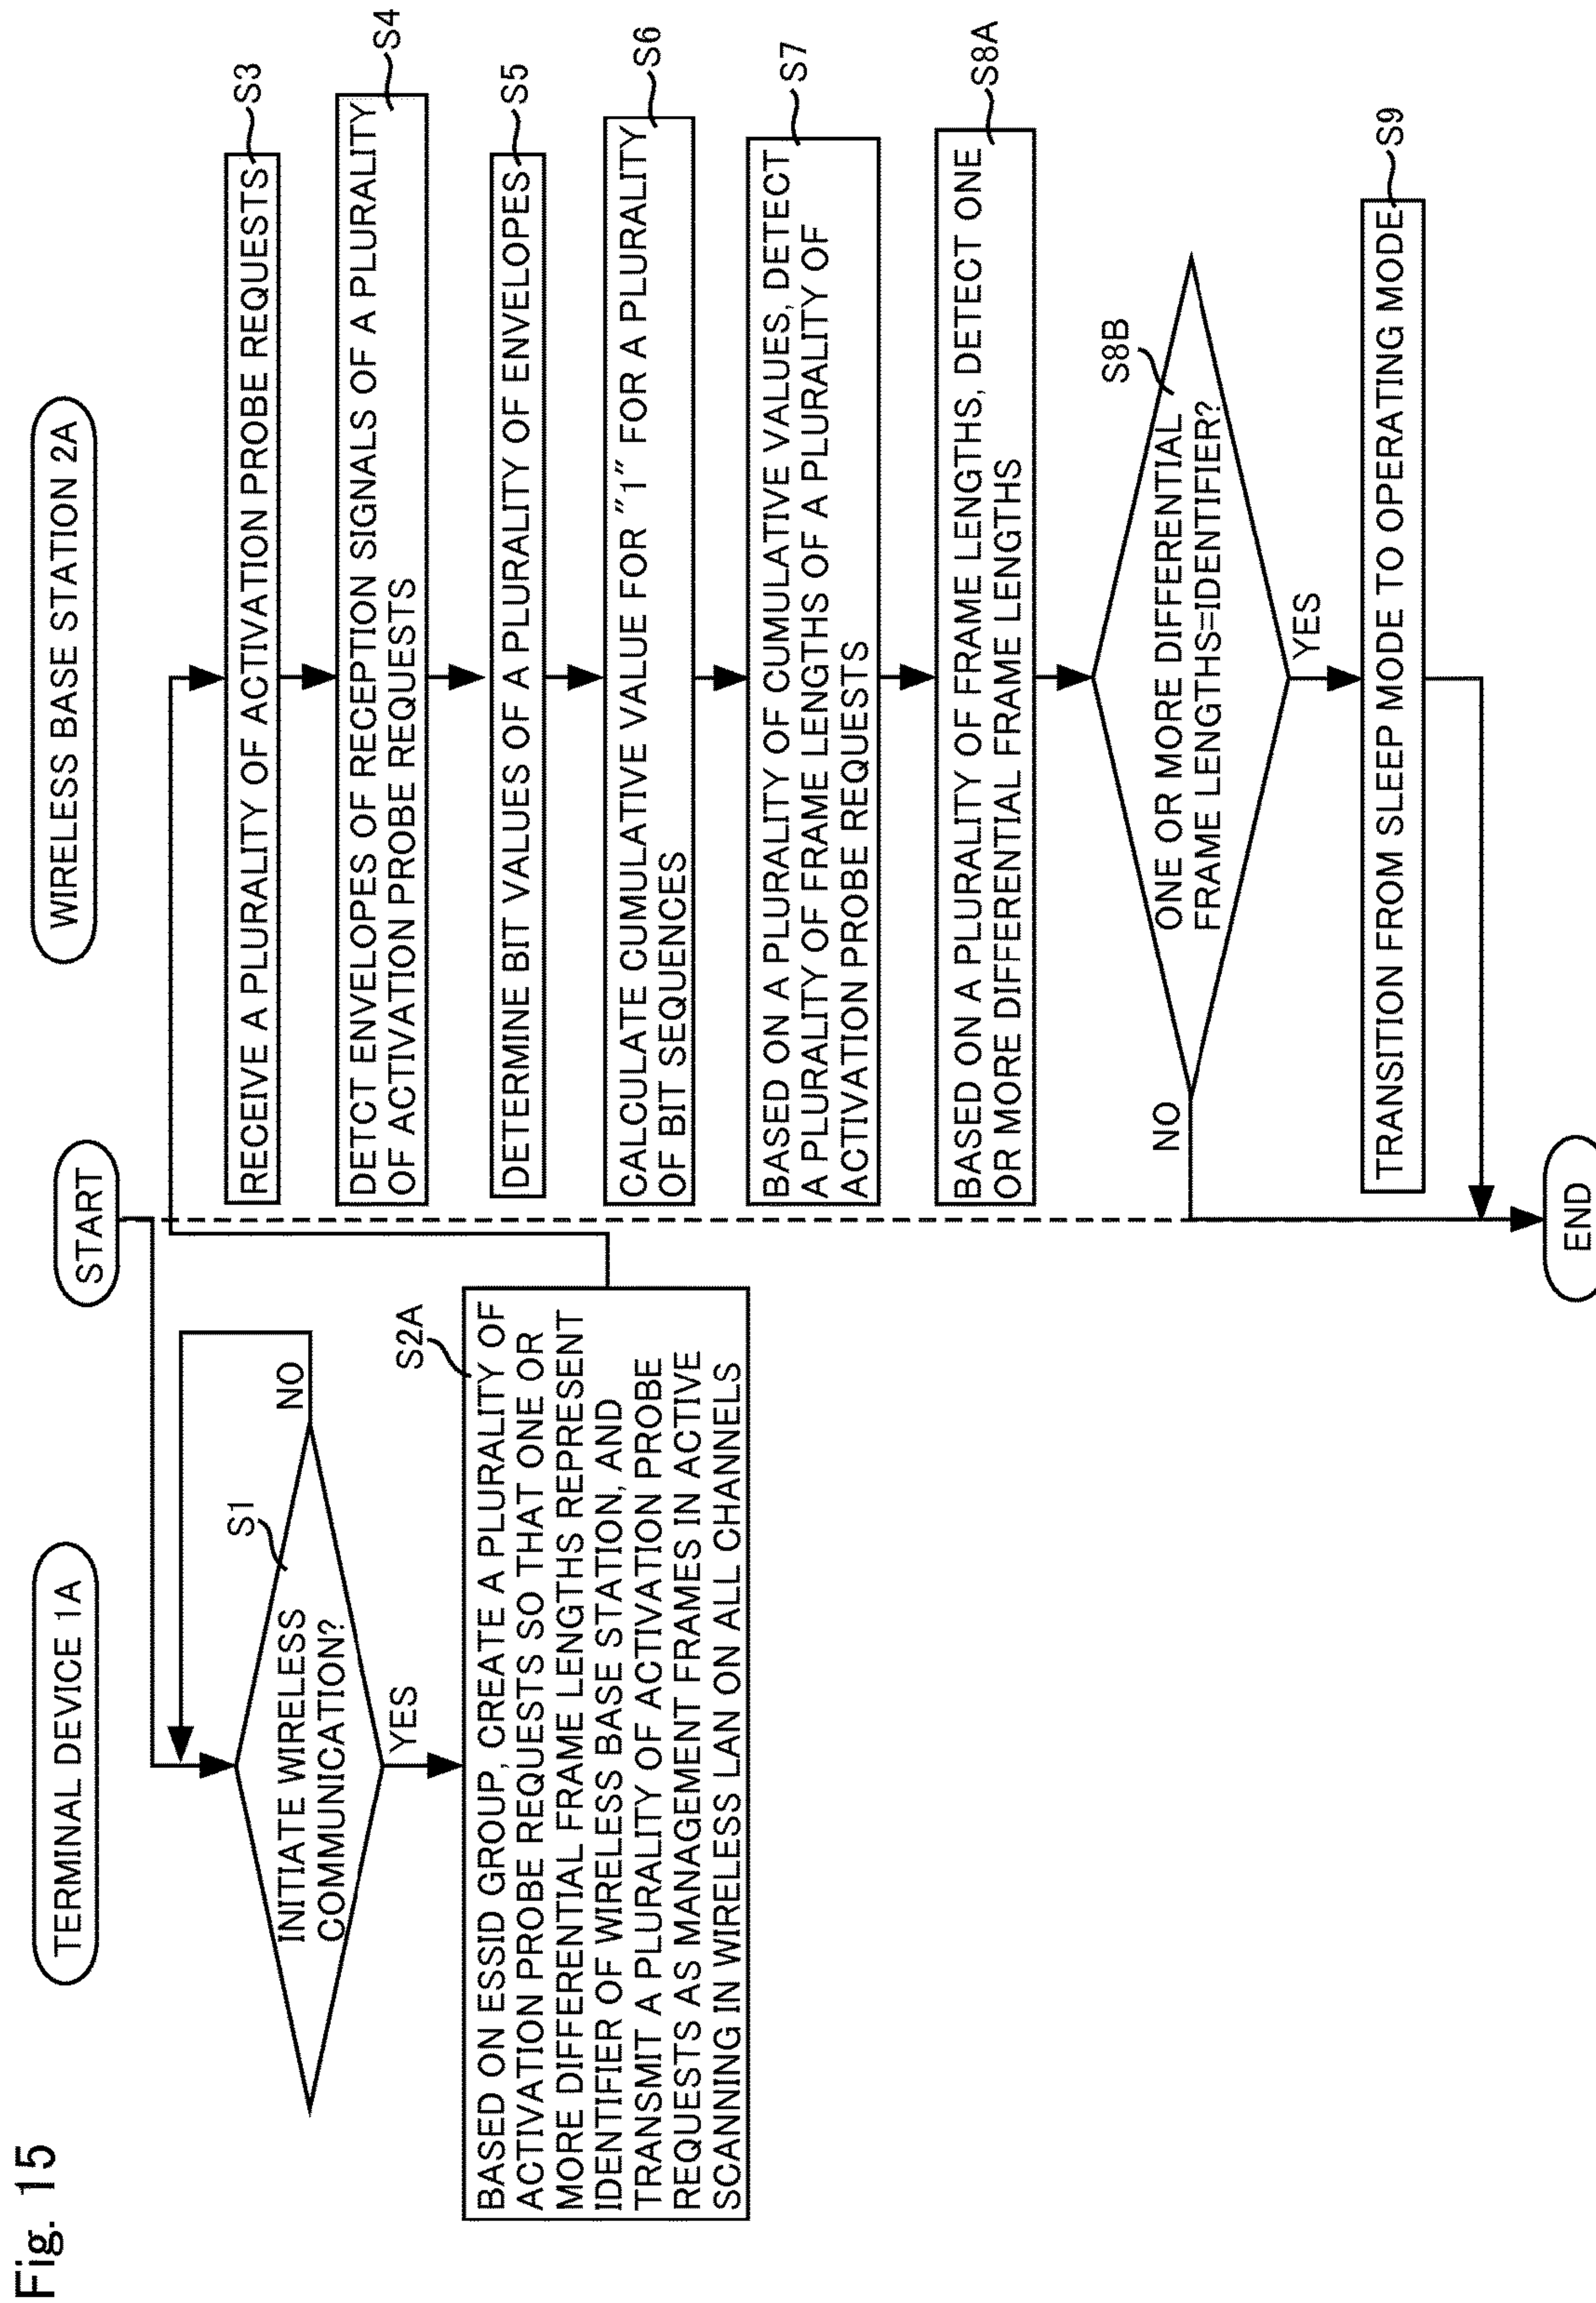 Fig. 15
START
TERMINAL DEVICE 1A
WIRELESS BASE STATION 2A
S1
INITIATE WIRELESS
COMMUNICATION?
NO
YES
S2A
BASED ON ESSID GROUP, CREATE A PLURALITY OF
ACTIVATION PROBE REQUESTS SO THAT ONE OR
MORE DIFFERENTIAL FRAME LENGTHS REPRESENT
IDENTIFIER OF WIRELESS BASE STATION, AND
TRANSMIT A PLURALITY OF ACTIVATION PROBE
REQUESTS AS MANAGEMENT FRAMES IN ACTIVE
SCANNING IN WIRELESS LAN ON ALL CHANNELS
S3
RECEIVE A PLURALITY OF ACTIVATION PROBE REQUESTS
S4
DETCT ENVELOPES OF RECEPTION SIGNALS OF A PLURALITY
OF ACTIVATION PROBE REQUESTS
S5
DETERMINE BIT VALUES OF A PLURALITY OF ENVELOPES
S6
CALCULATE CUMULATIVE VALUE FOR "1" FOR A PLURALITY
OF BIT SEQUENCES
S7
BASED ON A PLURALITY OF CUMULATIVE VALUES, DETECT
A PLURALITY OF FRAME LENGTHS OF A PLURALITY OF
ACTIVATION PROBE REQUESTS
S8A
BASED ON A PLURALITY OF FRAME LENGTHS, DETECT ONE
OR MORE DIFFERENTIAL FRAME LENGTHS
S8B
ONE OR MORE DIFFERENTIAL
FRAME LENGTHS=IDENTIFIER?
NO
YES
S9
TRANSITION FROM SLEEP MODE TO OPERATING MODE
END